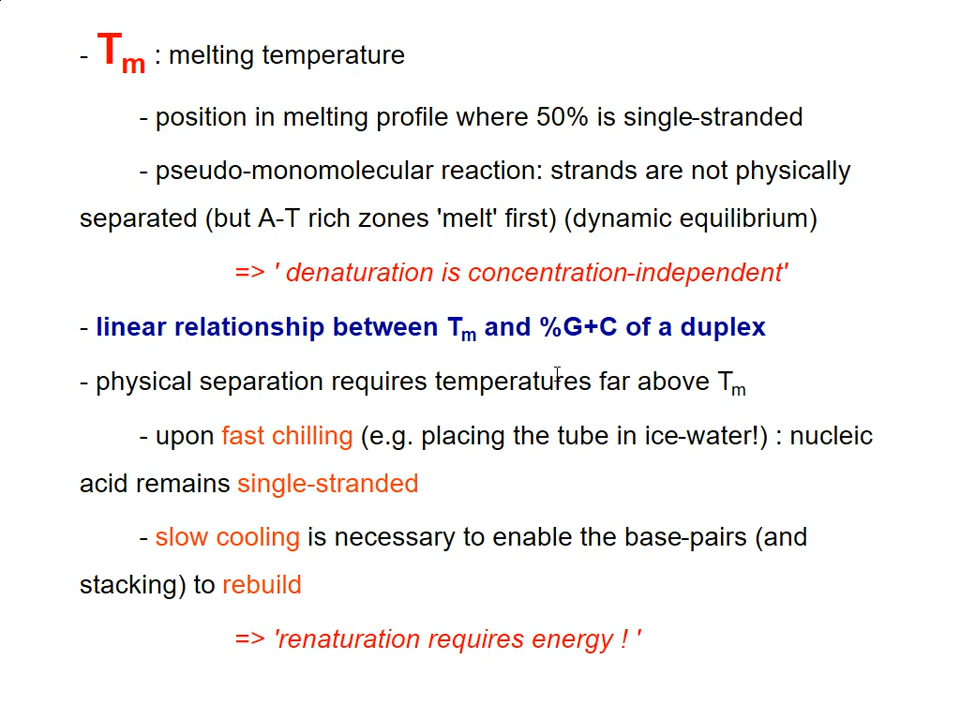 - Tm : melting temperature
- position in melting profile where 50% is single-stranded
- pseudo-monomolecular reaction: strands are not physically
separated (but A-T rich zones 'melt' first) (dynamic equilibrium)
=> ' denaturation is concentration-independent'
- linear relationship between Tm and %G+C of a duplex
- physical separation requires temperatures far above Tm
- upon fast chilling (e.g. placing the tube in ice-water!) : nucleic
acid remains single-stranded
- slow cooling is necessary to enable the base-pairs (and
stacking) to rebuild
=> 'renaturation requires energy ! '